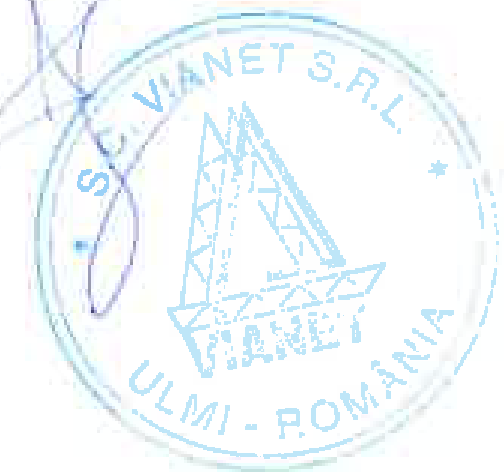 S.C. VIANET S.R.L.
VIANET
ULMI - ROMÂNIA